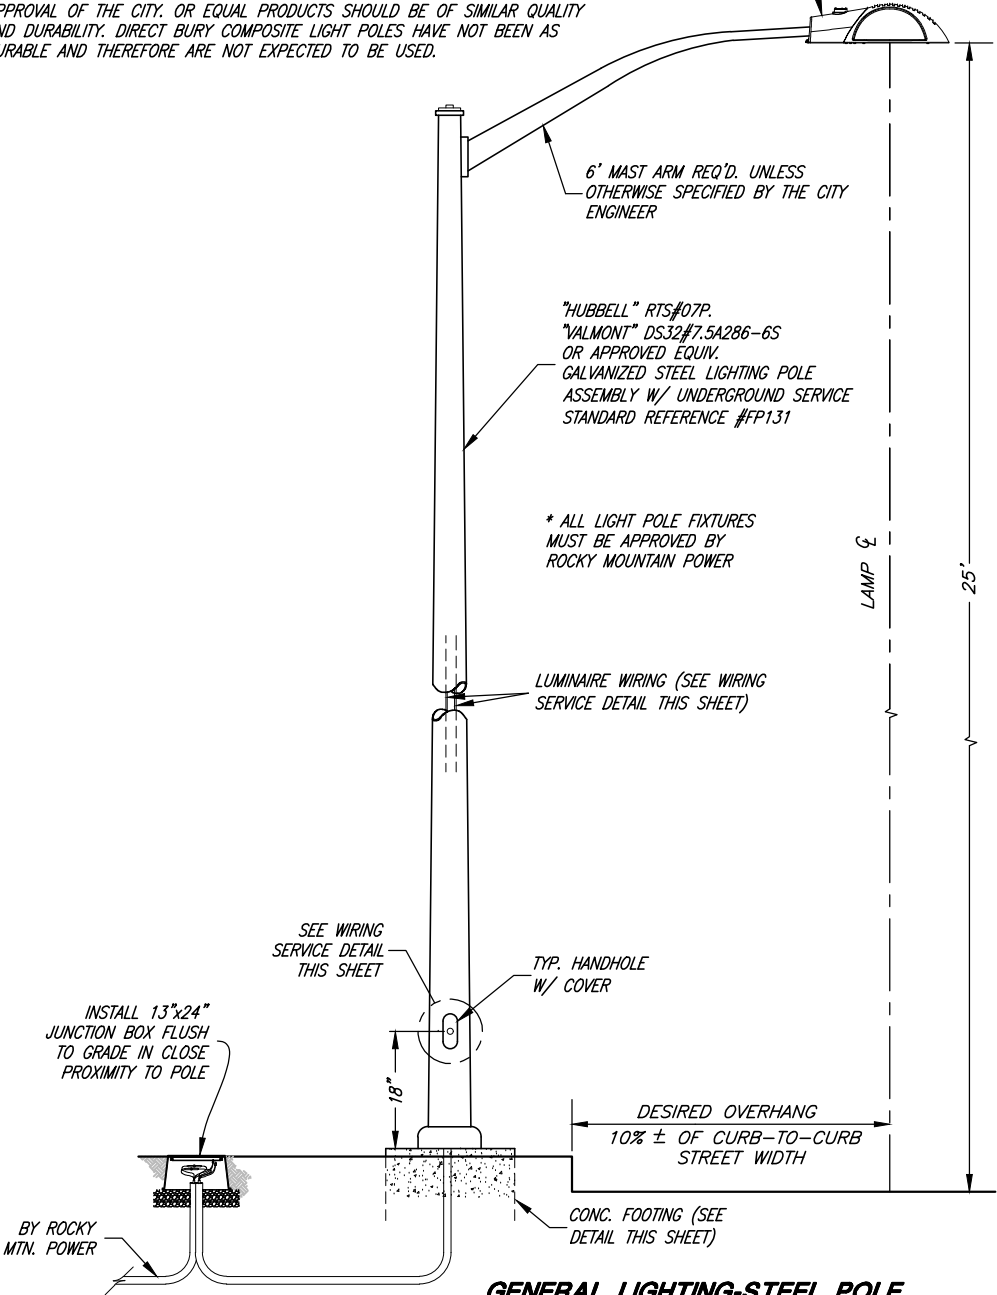 APPROVAL OF THE CITY. OR EQUAL PRODUCTS SHOULD BE OF SIMILAR QUALITY
AND DURABILITY. DIRECT BURY COMPOSITE LIGHT POLES HAVE NOT BEEN AS
DURABLE AND THEREFORE ARE NOT EXPECTED TO BE USED.
6' MAST ARM REQ'D. UNLESS
OTHERWISE SPECIFIED BY THE CITY
ENGINEER
"HUBBELL" RTS#07P.
"VALMONT" DS32#7.5A286-6S
OR APPROVED EQUIV.
GALVANIZED STEEL LIGHTING POLE
ASSEMBLY W/ UNDERGROUND SERVICE
STANDARD REFERENCE #FP131
* ALL LIGHT POLE FIXTURES
MUST BE APPROVED BY
ROCKY MOUNTAIN POWER
LAMP ℄
25'
LUMINAIRE WIRING (SEE WIRING
SERVICE DETAIL THIS SHEET)
SEE WIRING
SERVICE DETAIL
THIS SHEET
TYP. HANDHOLE
W/ COVER
INSTALL 13"x24"
JUNCTION BOX FLUSH
TO GRADE IN CLOSE
PROXIMITY TO POLE
18"
DESIRED OVERHANG
10% ± OF CURB-TO-CURB
STREET WIDTH
CONC. FOOTING (SEE
DETAIL THIS SHEET)
BY ROCKY
MTN. POWER
GENERAL LIGHTING-STEEL POLE